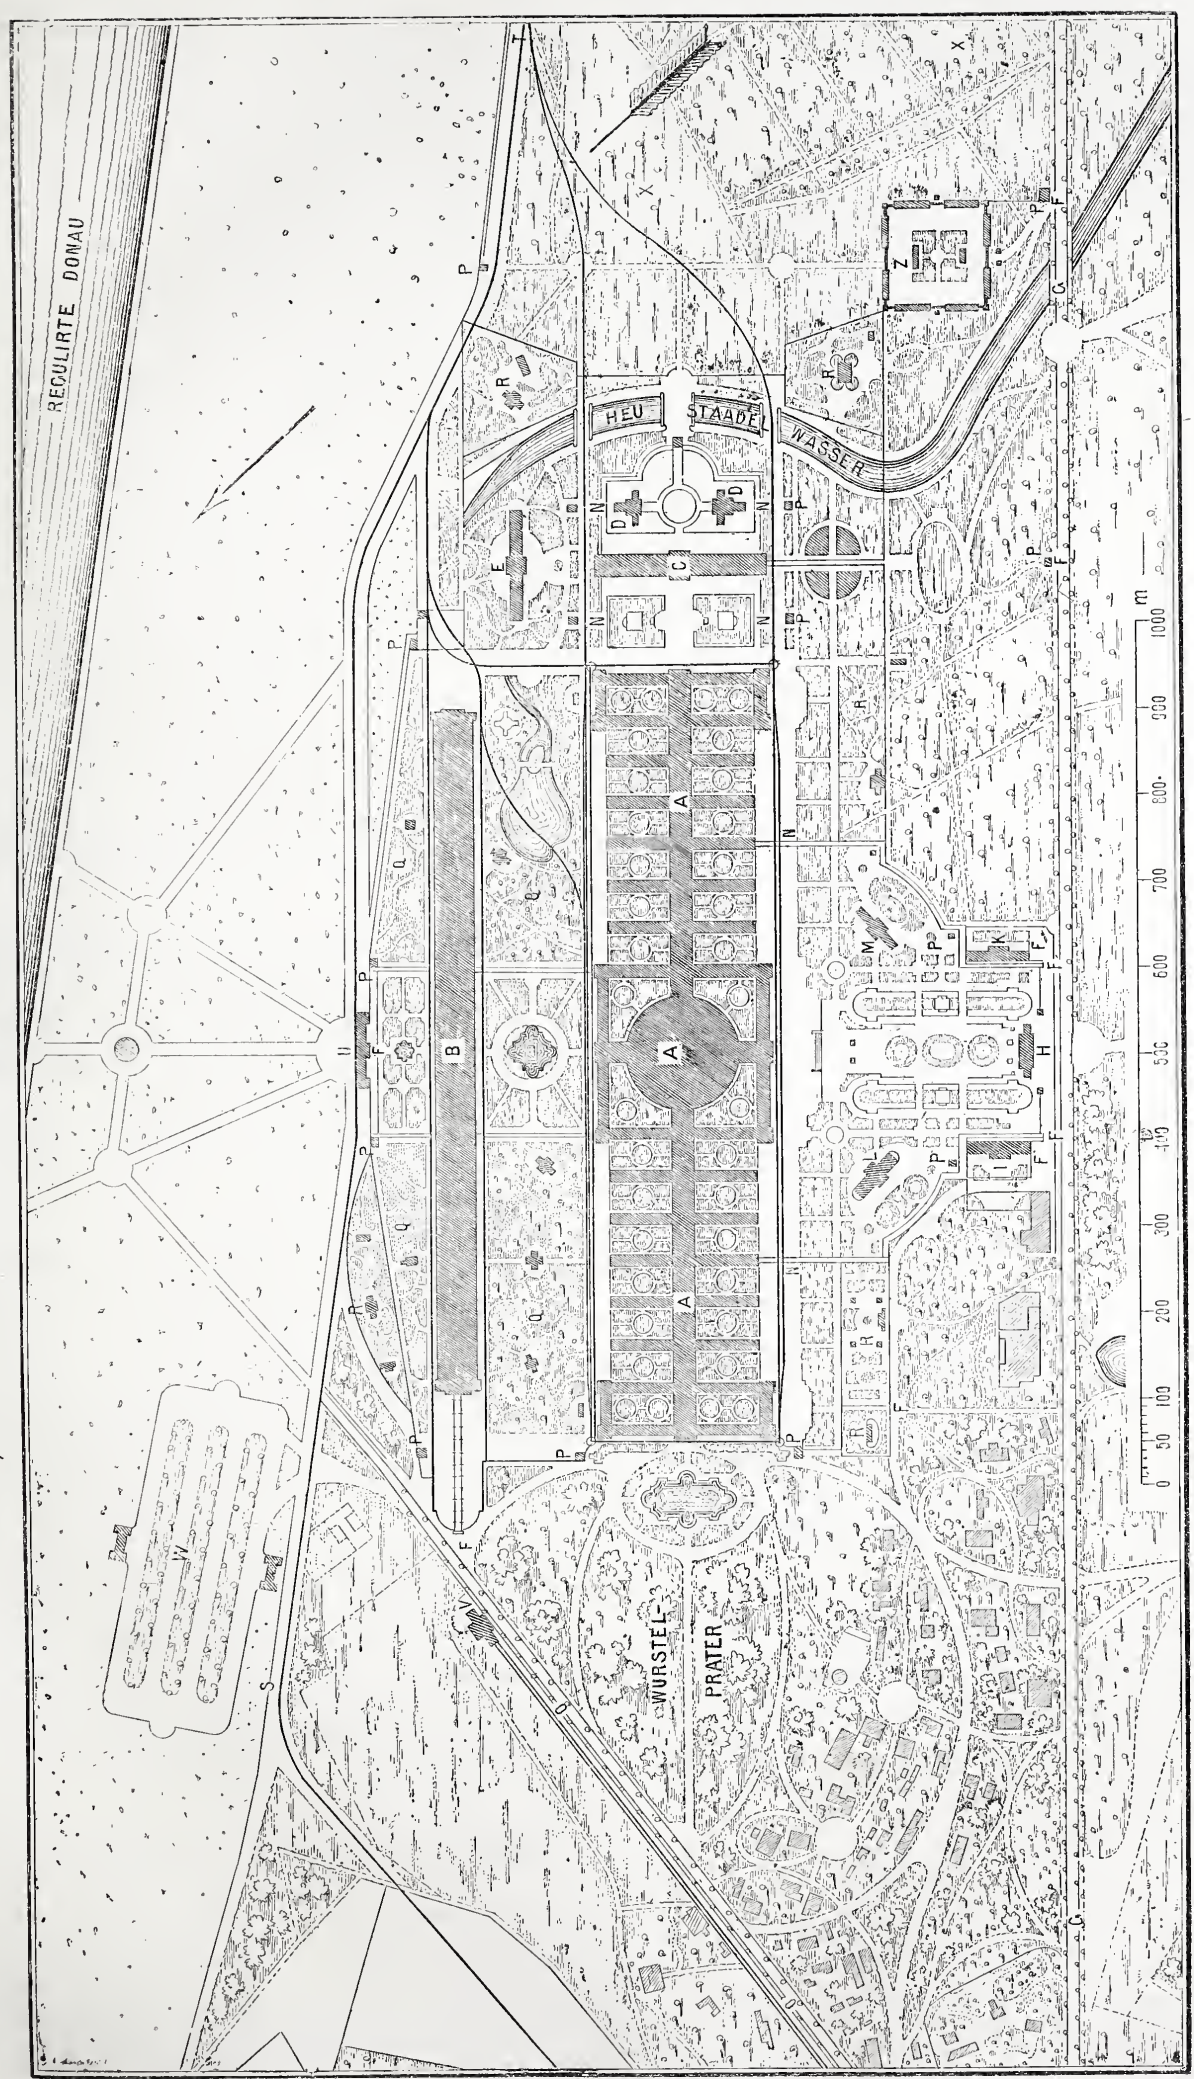 REGULIRTE DONAU
HEU
STAADEL
WASSER
WURSTEL-
PRATER
A
A
A
B
C
D
D
E
H
I
K
L
M
N
N
N
N
N
O
O
P
P
P
P
P
P
P
P
P
P
P
P
P
Q
Q
Q
Q
R
R
R
R
R
R
S
T
U
V
W
X
X
Z
F
F
F
F
F
F
F
F
F
G
G
0 50 100 200 300 400 500 600 700 800 900 1000 m